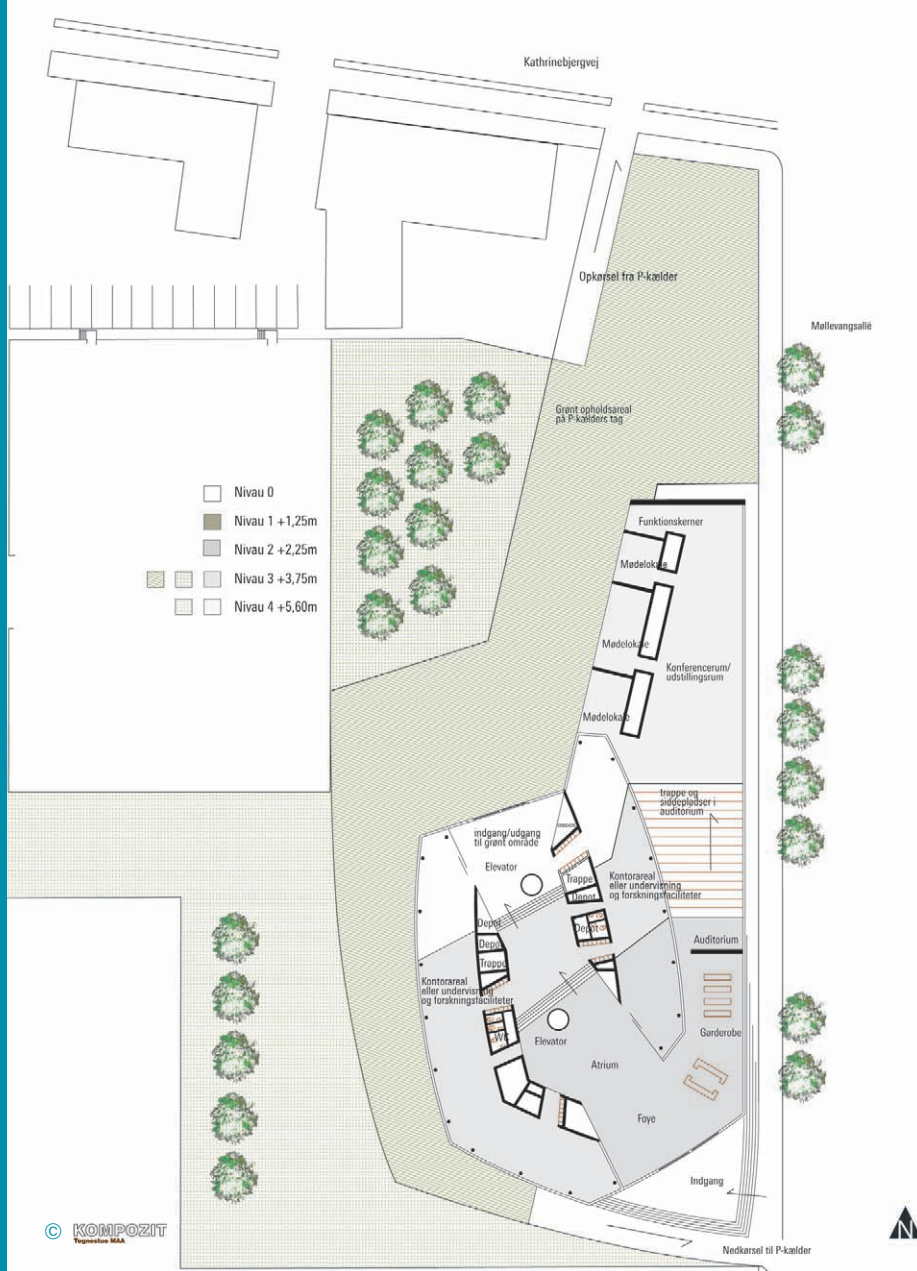 Kathrinebjergvej
Opkørsel fra P-kælder
Møllevangsallé
Grønt opholdsareal
på P-kælders tag
Nivau 0
Nivau 1 +1,25m
Nivau 2 +2,25m
Nivau 3 +3,75m
Nivau 4 +5,60m
Funktionskerner
Mødelokale
Mødelokale
Konferencerum/
udstillingsrum
Mødelokale
trappe og
siddepladser i
auditorium
indgang/udgang
til grønt område
Depot
Elevator
Trappe
Depot
Kontorareal
eller undervisning
og forskningsfaciliteter
Depot
Depot
Depot
Trappe
Auditorium
Kontorareal
eller undervisning
og forskningsfaciliteter
WC
Elevator
Garderobe
Atrium
Foye
Indgang
Nedkørsel til P-kælder
© KOMPOZIT
Tegnestue MAA
N